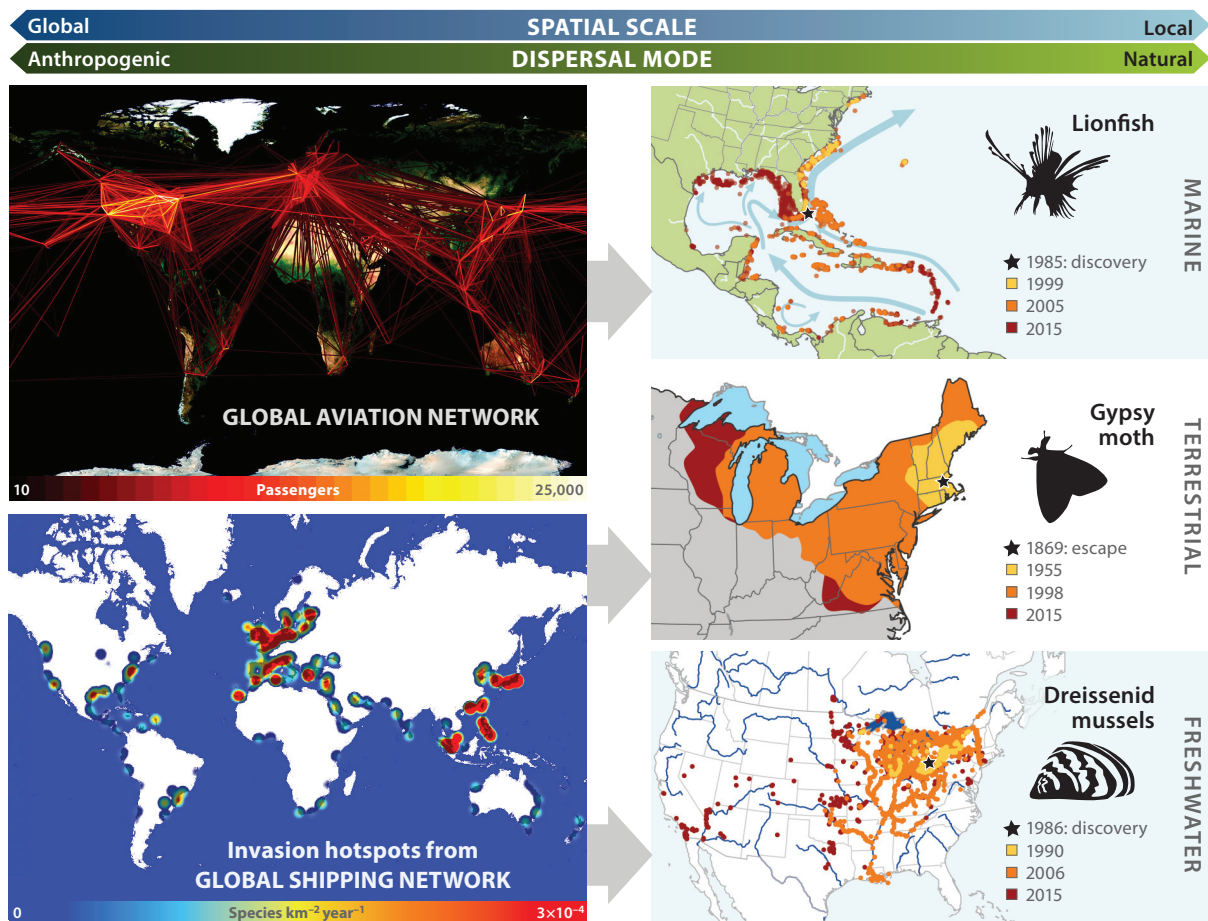 Global SPATIAL SCALE Local
Anthropogenic DISPERSAL MODE Natural
GLOBAL AVIATION NETWORK
10 Passengers 25,000
Invasion hotspots from
GLOBAL SHIPPING NETWORK
0 Species km⁻² year⁻¹ 3×10⁻⁴
Lionfish
1985: discovery
1999
2005
2015
MARINE
Gypsy
moth
1869: escape
1955
1998
2015
TERRESTRIAL
Dreissenid
mussels
1986: discovery
1990
2006
2015
FRESHWATER